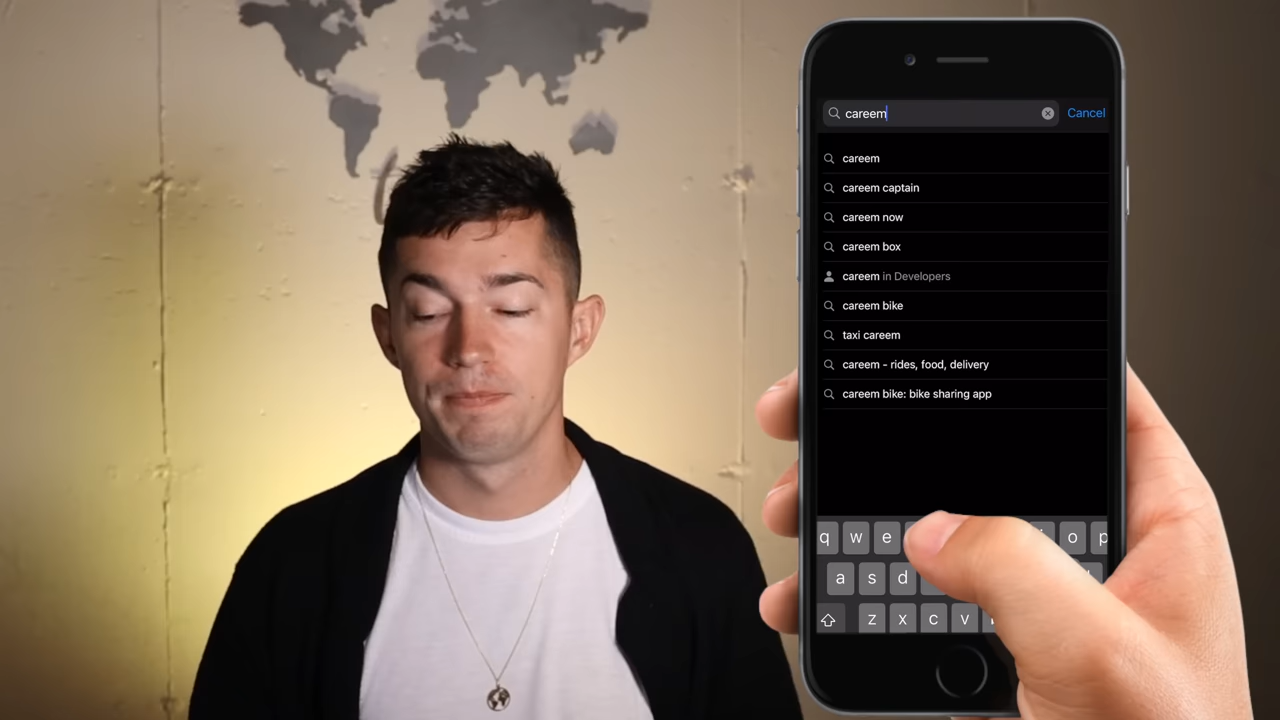 careem
Cancel
careem
careem captain
careem now
careem box
careem in Developers
careem bike
taxi careem
careem - rides, food, delivery
careem bike: bike sharing app
q w e o p
a s d
z x c v